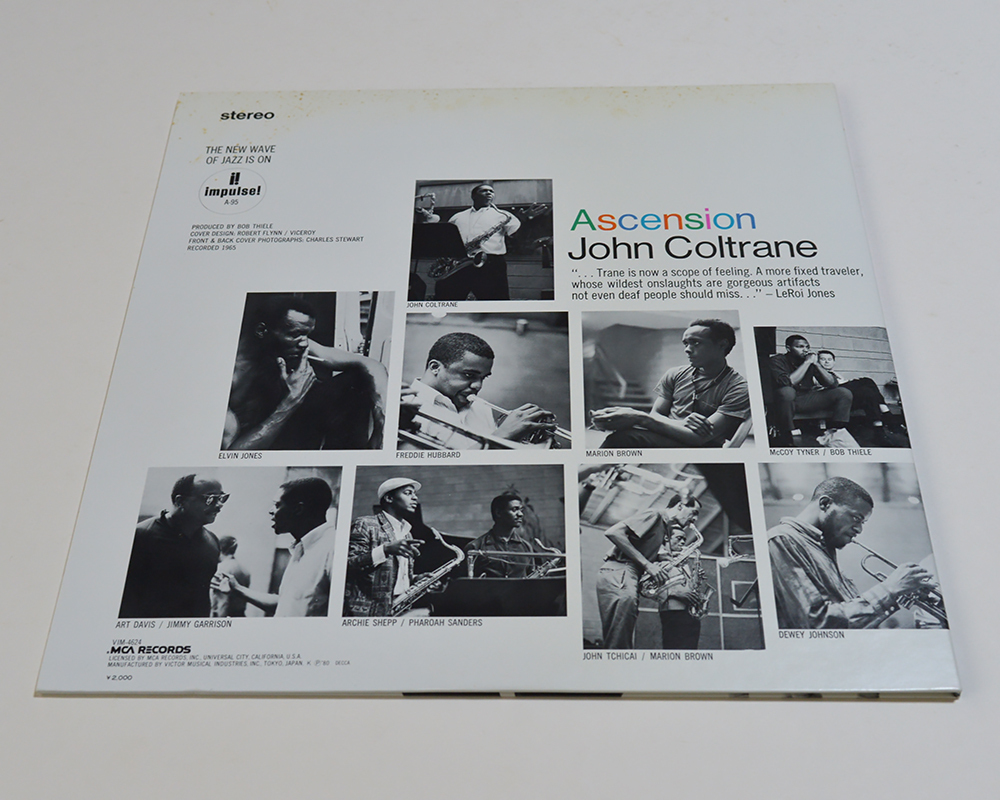 stereo
THE NEW WAVE
OF JAZZ IS ON
impulse!
A-95
PRODUCED BY BOB THIELE
COVER DESIGN: ROBERT FLYNN / VICEROY
FRONT & BACK COVER PHOTOGRAPHS: CHARLES STEWART
RECORDED 1965
Ascension
John Coltrane
“. . . Trane is now a scope of feeling. A more fixed traveler,
whose wildest onslaughts are gorgeous artifacts
not even deaf people should miss. . .” – LeRoi Jones
JOHN COLTRANE
ELVIN JONES
FREDDIE HUBBARD
MARION BROWN
McCOY TYNER / BOB THIELE
ART DAVIS / JIMMY GARRISON
ARCHIE SHEPP / PHAROAH SANDERS
JOHN TCHICAI / MARION BROWN
DEWEY JOHNSON
VIM-4624
MCA RECORDS
LICENSED BY MCA RECORDS, INC., UNIVERSAL CITY, CALIFORNIA, U.S.A.
MANUFACTURED BY VICTOR MUSICAL INDUSTRIES, INC., TOKYO, JAPAN. Ⓟ '80
¥2,000